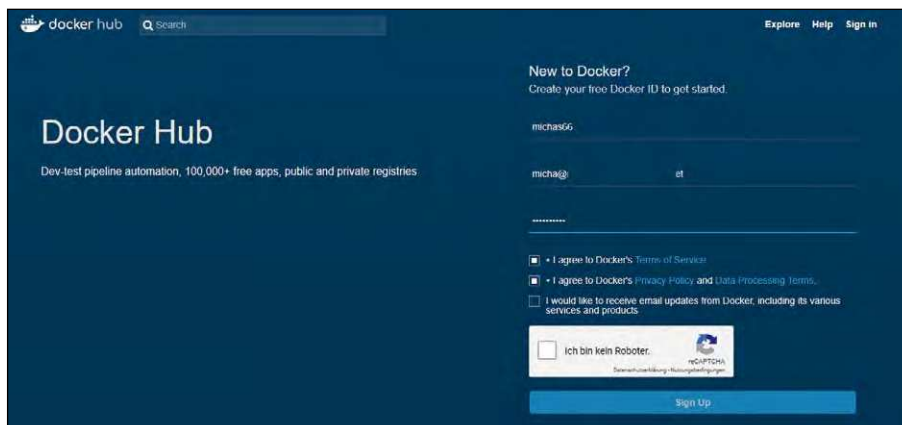 docker hub Search Explore Help Sign in
New to Docker?
Create your free Docker ID to get started.
michas66
Docker Hub
Dev-test pipeline automation, 100,000+ free apps, public and private registries
micha@ et
••••••••••
• I agree to Docker's Terms of Service
• I agree to Docker's Privacy Policy and Data Processing Terms.
I would like to receive email updates from Docker, including its various
services and products
Ich bin kein Roboter.
reCAPTCHA
Datenschutzerklärung - Nutzungsbedingungen
Sign Up